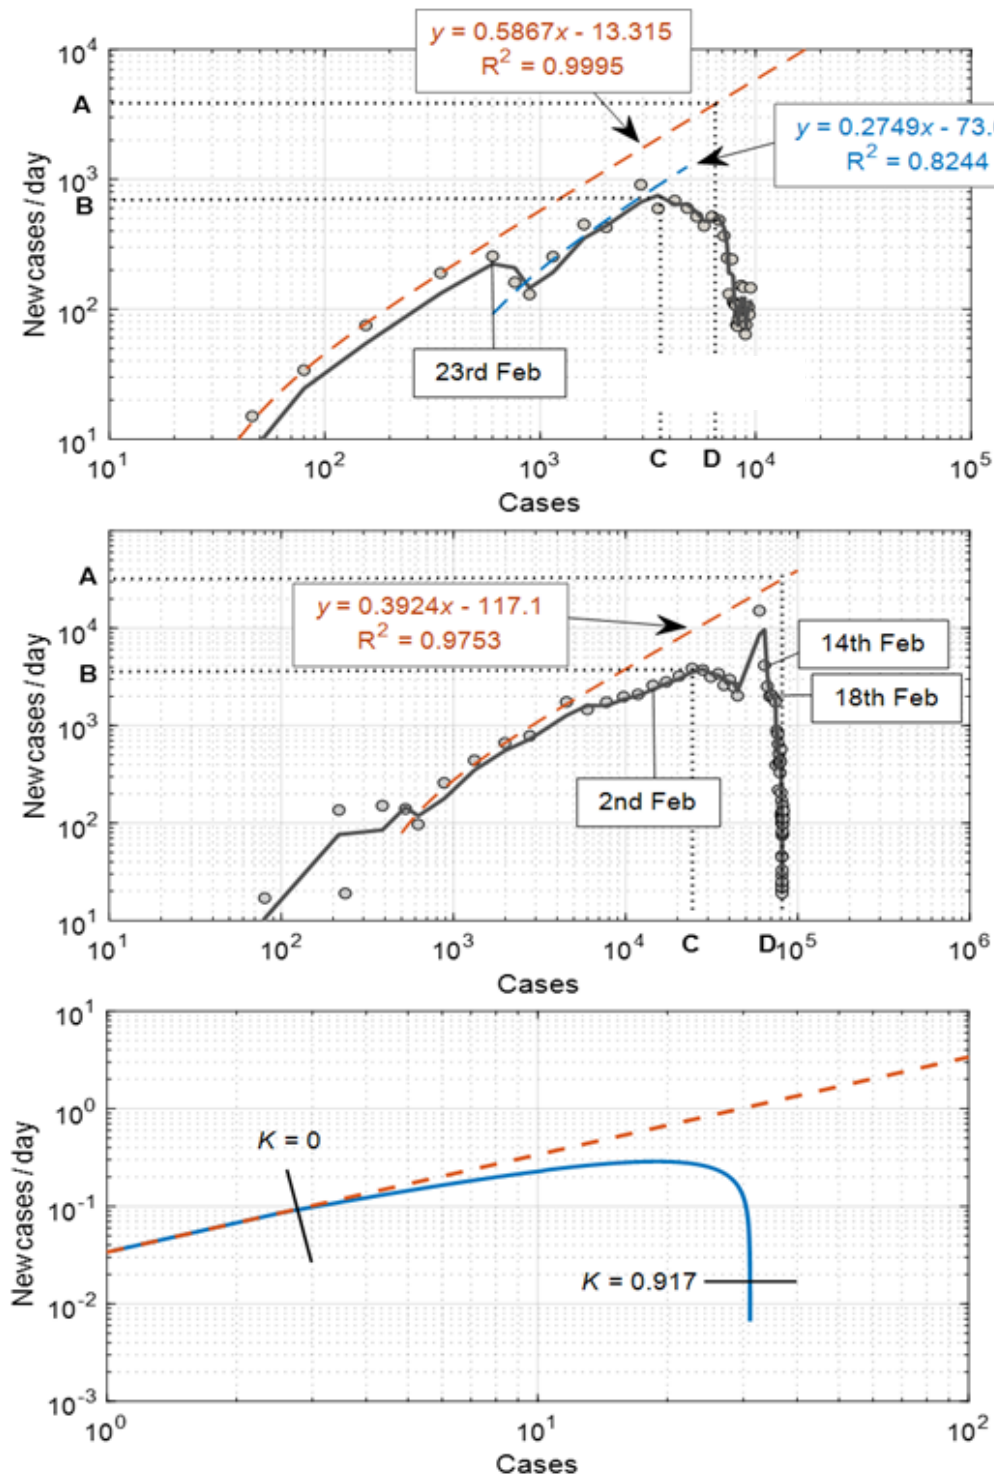 y = 0.5867x - 13.315
R² = 0.9995
10⁴
A
y = 0.2749x - 73.
R² = 0.8244
10³
B
New cases / day
10²
23rd Feb
10¹
10¹ 10² 10³ C D 10⁴ 10⁵
Cases
A
y = 0.3924x - 117.1
R² = 0.9753
10⁴
14th Feb
B
18th Feb
New cases / day
10³
2nd Feb
10²
10¹
10¹ 10² 10³ 10⁴ C D 10⁵ 10⁶
Cases
10¹
10⁰
K = 0
New cases / day
10⁻¹
K = 0.917
10⁻²
10⁻³
10⁰ 10¹ 10²
Cases